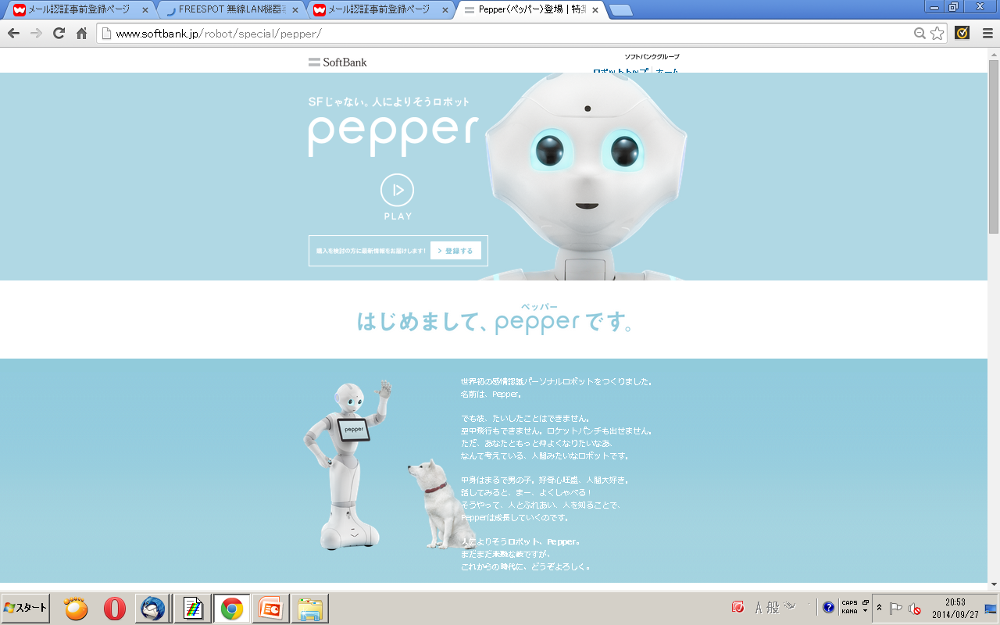 メール認証事前登録ページ
FREESPOT 無線LAN機器
メール認証事前登録ページ
Pepper(ペッパー)登場 | 特集
www.softbank.jp/robot/special/pepper/
SoftBank
ソフトバンクグループ
ロボットトップ | ホーム
SFじゃない。人によりそうロボット
pepper
PLAY
購入を検討の方に最新情報をお届けします!
> 登録する
ペッパー
はじめまして、pepperです。
pepper
世界初の感情認識パーソナルロボットをつくりました。
名前は、Pepper。
でも彼、たいしたことはできません。
空中飛行もできません。ロケットパンチも出せません。
ただ、あなたともっと仲よくなりたいなあ、
なんて考えている、人間みたいなロボットです。
中身はまるで男の子。好奇心旺盛、人間大好き。
話してみると、まー、よくしゃべる!
そうやって、人とふれあい、人を知ることで、
Pepperは成長していくのです。
人によりそうロボット、Pepper。
まだまだ未熟な彼ですが、
これからの時代に、どうぞよろしく。
スタート
A 般
CAPS
KANA
20:53
2014/09/27